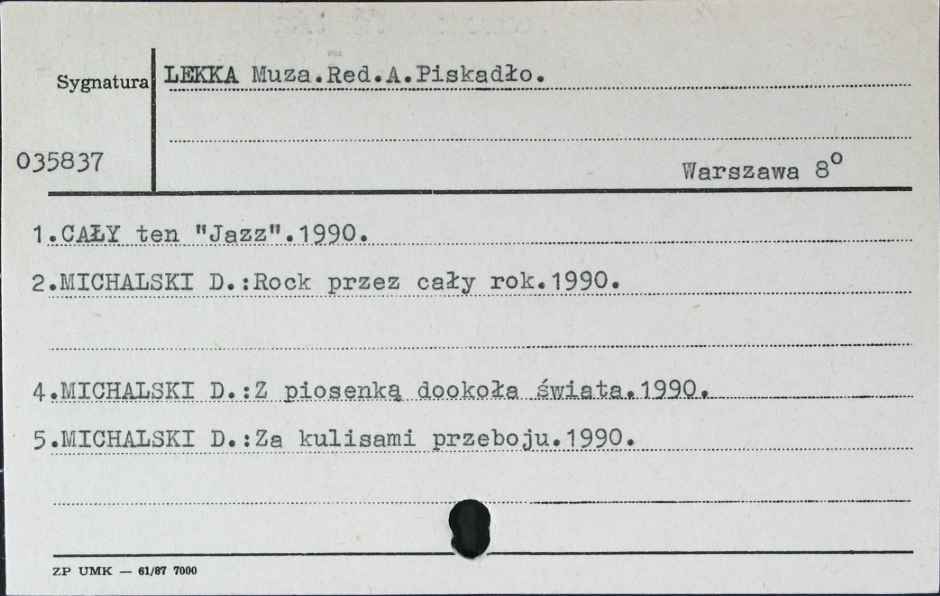 LEKKA Muza.Red.A.Piskadło.
Sygnatura
035837
Warszawa 8º
1.CAŁY ten "Jazz".1990.
2.MICHALSKI D.:Rock przez cały rok.1990.
4.MICHALSKI D.:Z piosenką dookoła świata.1990.
5.MICHALSKI D.:Za kulisami przeboju.1990.
ZP UMK — 61/87 7000